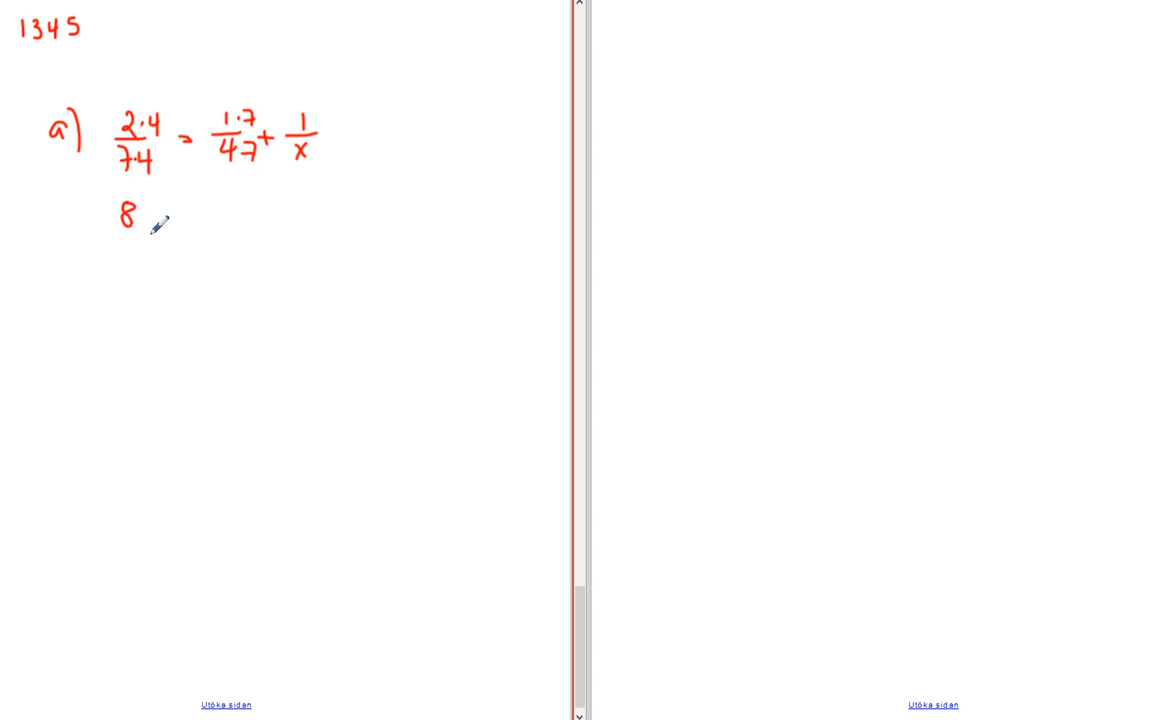 1345
a) 2·4/7·4 = 1·7/4 7 + 1/x
8
Utöka sidan Utöka sidan